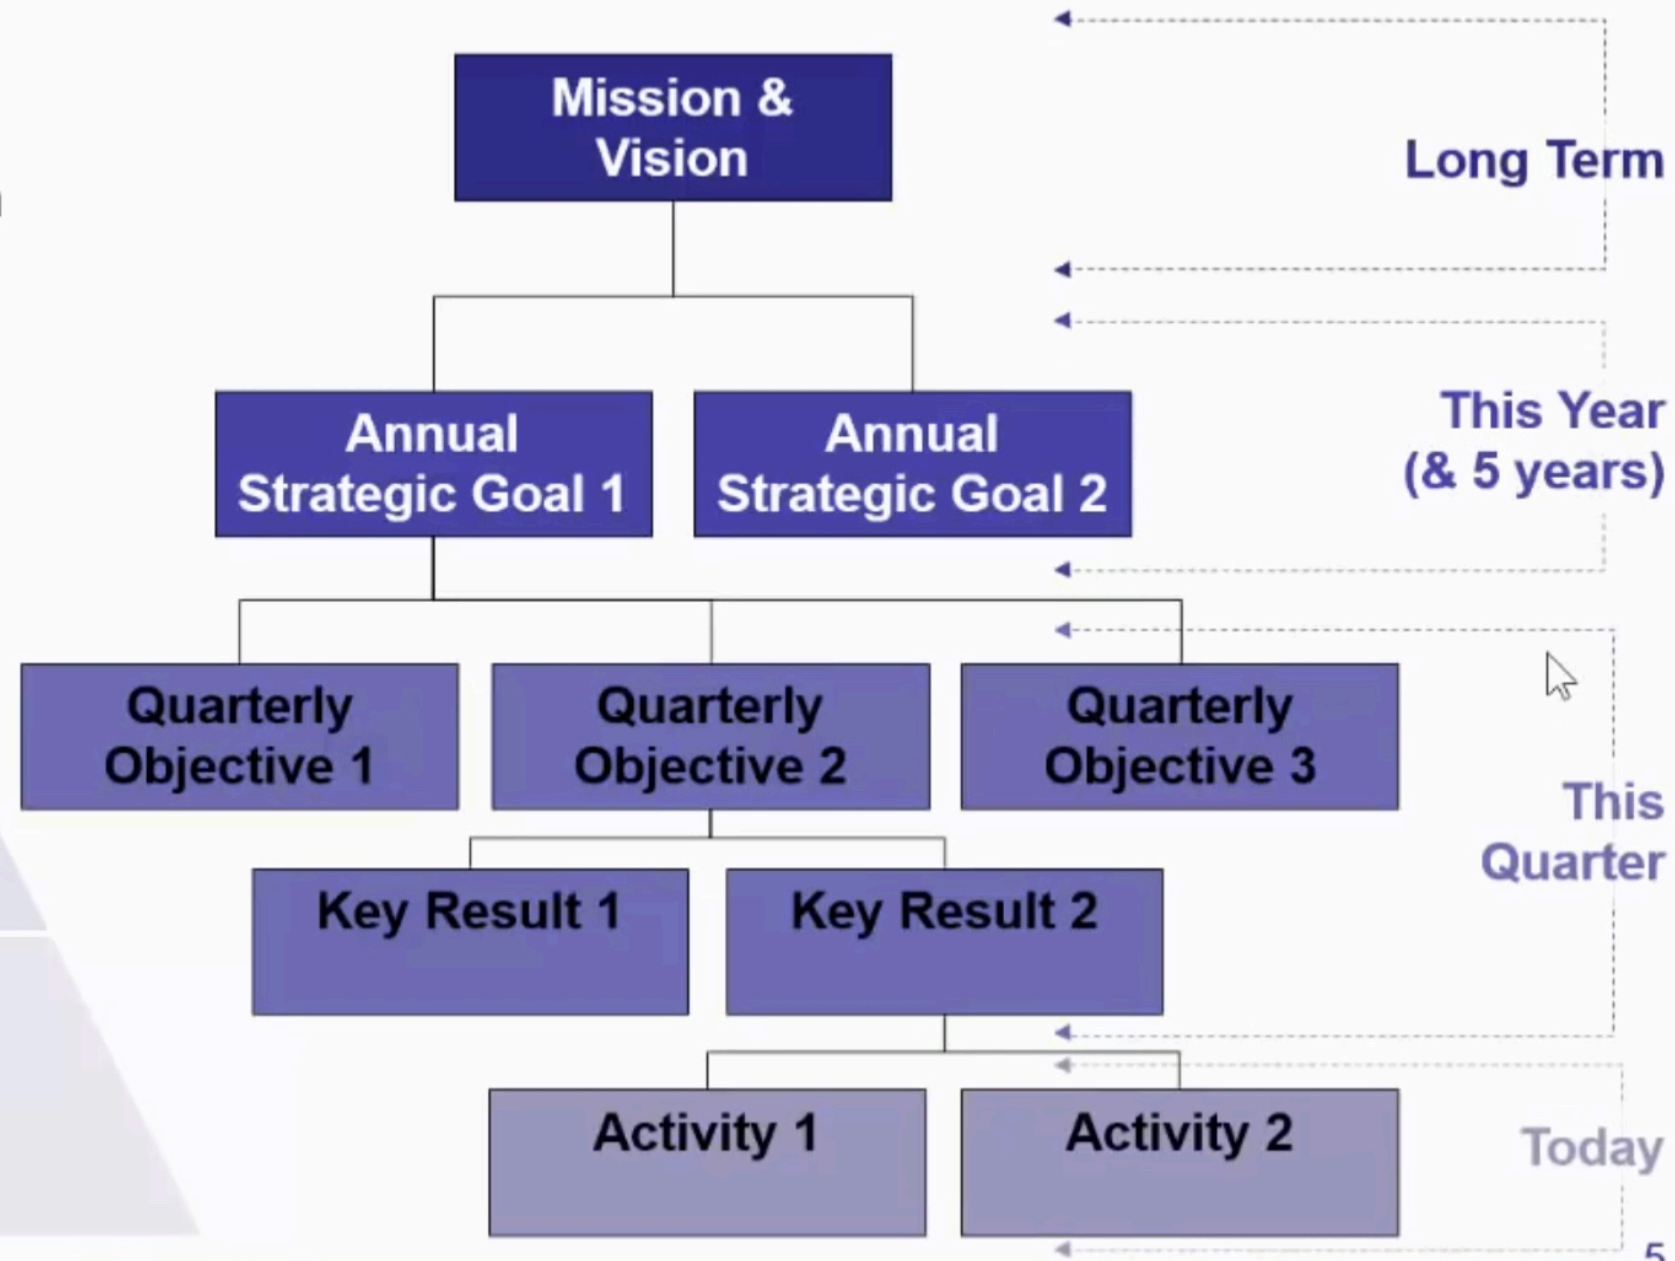 Mission &
Vision
Long Term
Annual
Strategic Goal 1
Annual
Strategic Goal 2
This Year
(& 5 years)
Quarterly
Objective 1
Quarterly
Objective 2
Quarterly
Objective 3
This
Quarter
Key Result 1
Key Result 2
Activity 1
Activity 2
Today
5